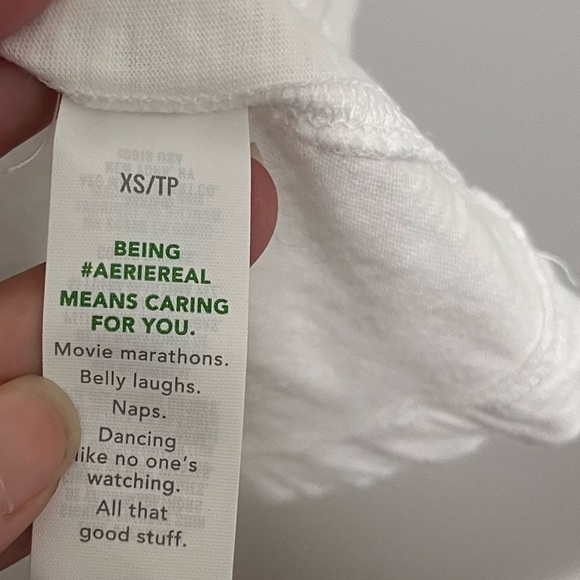 XS/TP
BEING
#AERIEREAL
MEANS CARING
FOR YOU.
Movie marathons.
Belly laughs.
Naps.
Dancing
like no one's
watching.
All that
good stuff.